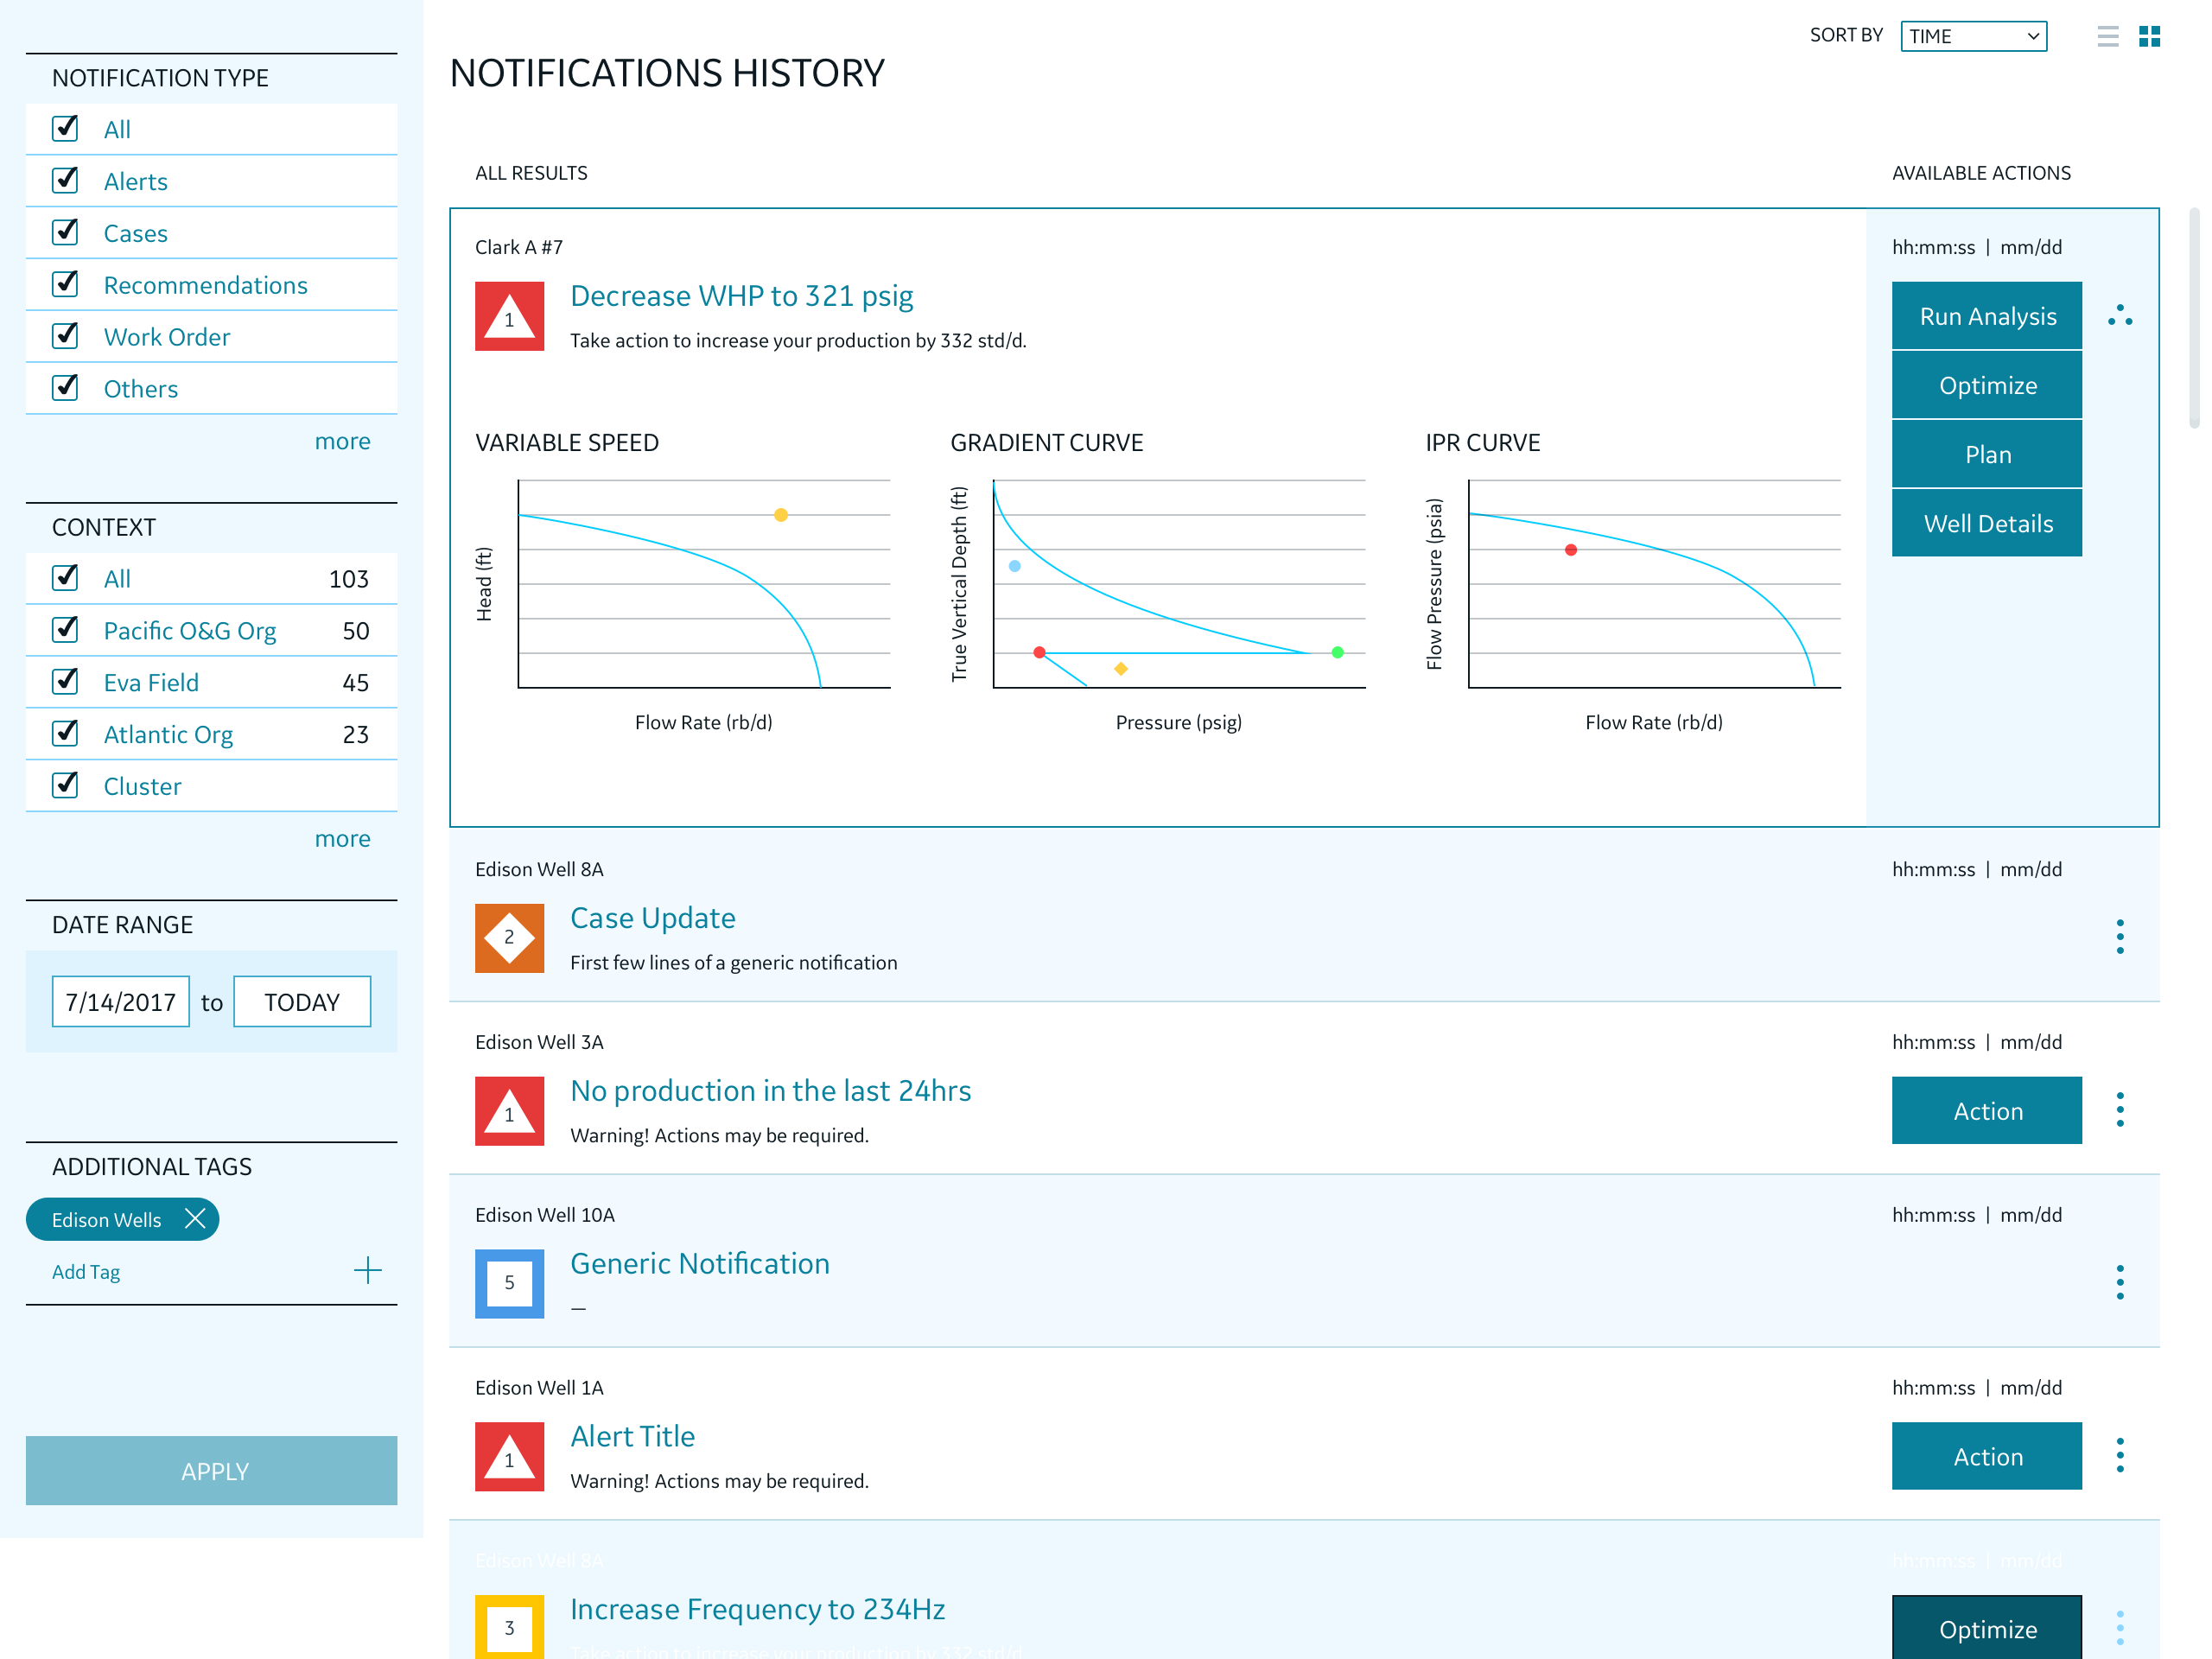 NOTIFICATION TYPE
All
Alerts
Cases
Recommendations
Work Order
Others
more
CONTEXT
All 103
Pacific O&G Org 50
Eva Field 45
Atlantic Org 23
Cluster
more
DATE RANGE
7/14/2017 to TODAY
ADDITIONAL TAGS
Edison Wells
Add Tag
APPLY
SORT BY TIME
NOTIFICATIONS HISTORY
ALL RESULTS AVAILABLE ACTIONS
Clark A #7 hh:mm:ss | mm/dd
1
Decrease WHP to 321 psig
Take action to increase your production by 332 std/d.
Run Analysis
Optimize
Plan
Well Details
VARIABLE SPEED
Head (ft)
Flow Rate (rb/d)
GRADIENT CURVE
True Vertical Depth (ft)
Pressure (psig)
IPR CURVE
Flow Pressure (psia)
Flow Rate (rb/d)
Edison Well 8A hh:mm:ss | mm/dd
2
Case Update
First few lines of a generic notification
Edison Well 3A hh:mm:ss | mm/dd
1
No production in the last 24hrs
Warning! Actions may be required.
Action
Edison Well 10A hh:mm:ss | mm/dd
5
Generic Notification
—
Edison Well 1A hh:mm:ss | mm/dd
1
Alert Title
Warning! Actions may be required.
Action
Edison Well 8A hh:mm:ss | mm/dd
3
Increase Frequency to 234Hz
Take action to increase your production by 332 std/d.
Optimize